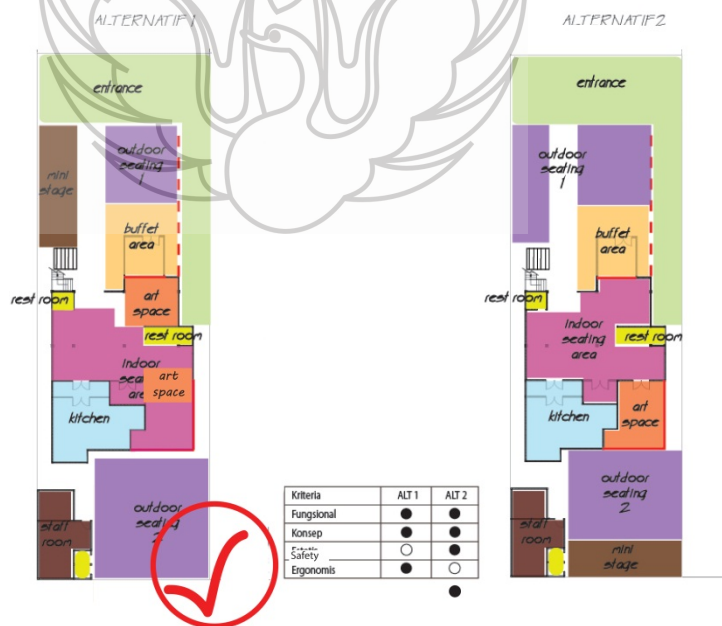 ALTERNATIF 1
entrance
outdoor
seating
1
mini
stage
buffet
area
rest room
art
space
rest room
indoor
area
art
space
kitchen
outdoor
seating
2
staff
room
Kriteria ALT 1 ALT 2
Fungsional
Konsep
Safety
Ergonomis
ALTERNATIF 2
entrance
outdoor
seating
1
buffet
area
rest room
indoor
seating
area
rest room
kitchen
art
space
outdoor
seating
2
staff
room
mini
stage